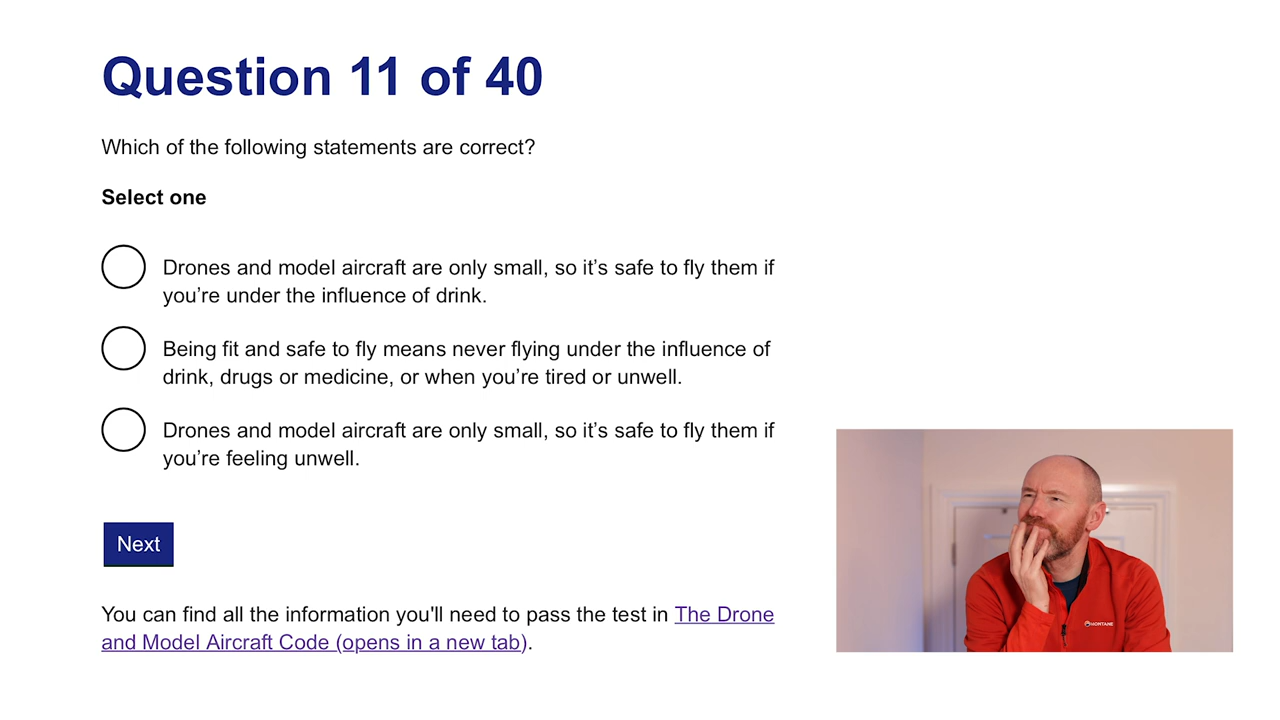 Question 11 of 40
Which of the following statements are correct?
Select one
Drones and model aircraft are only small, so it’s safe to fly them if
you’re under the influence of drink.
Being fit and safe to fly means never flying under the influence of
drink, drugs or medicine, or when you’re tired or unwell.
Drones and model aircraft are only small, so it’s safe to fly them if
you’re feeling unwell.
Next
You can find all the information you'll need to pass the test in The Drone
and Model Aircraft Code (opens in a new tab).
MONTANE